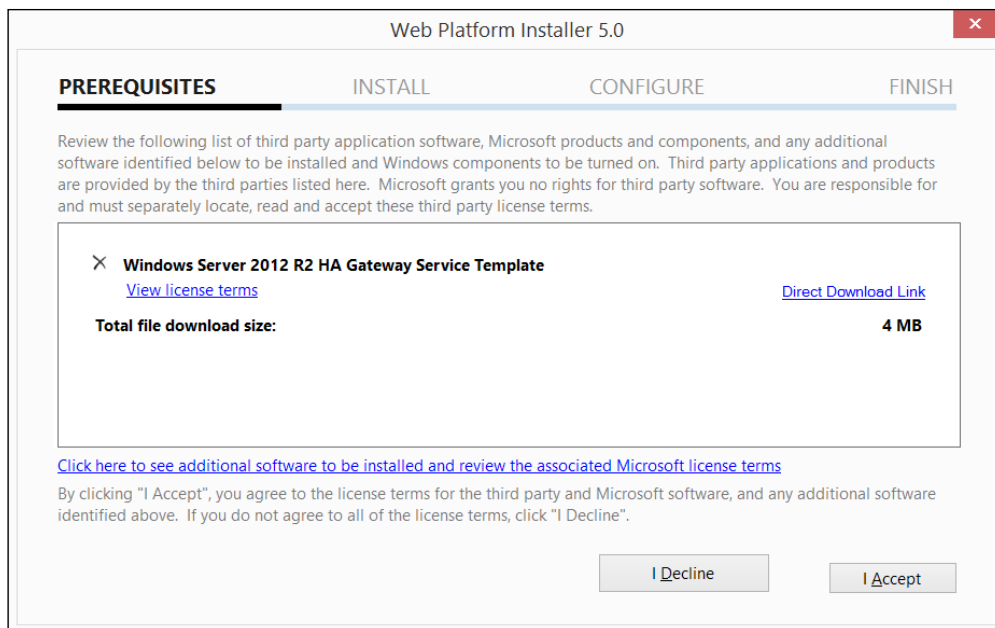 Web Platform Installer 5.0
PREREQUISITES INSTALL CONFIGURE FINISH
Review the following list of third party application software, Microsoft products and components, and any additional
software identified below to be installed and Windows components to be turned on. Third party applications and products
are provided by the third parties listed here. Microsoft grants you no rights for third party software. You are responsible for
and must separately locate, read and accept these third party license terms.
Windows Server 2012 R2 HA Gateway Service Template
View license terms Direct Download Link
Total file download size: 4 MB
Click here to see additional software to be installed and review the associated Microsoft license terms
By clicking "I Accept", you agree to the license terms for the third party and Microsoft software, and any additional software
identified above. If you do not agree to all of the license terms, click "I Decline".
I Decline I Accept